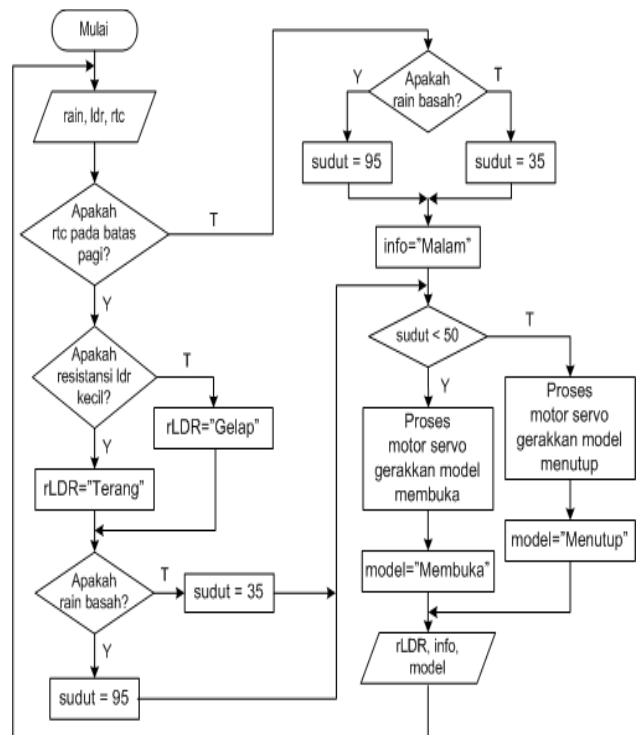 Mulai
rain, ldr, rtc
Apakah
rtc pada batas
pagi?
T
Y
Apakah
resistansi ldr
kecil?
T
rLDR="Gelap"
Y
rLDR="Terang"
Apakah
rain basah?
T
sudut = 35
Y
sudut = 95
Apakah
rain basah?
Y
T
sudut = 95
sudut = 35
info="Malam"
sudut < 50
T
Y
Proses
motor servo
gerakkan model
membuka
Proses
motor servo
gerakkan model
menutup
model="Membuka"
model="Menutup"
rLDR, info,
model